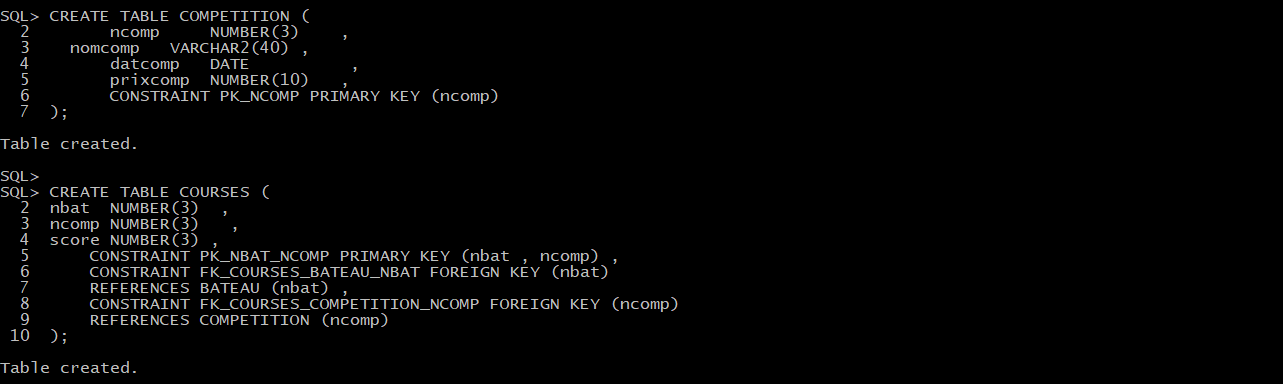 SQL> CREATE TABLE COMPETITION (
  2        ncomp     NUMBER(3)    ,
  3    nomcomp   VARCHAR2(40) ,
  4        datcomp   DATE          ,
  5        prixcomp  NUMBER(10)   ,
  6        CONSTRAINT PK_NCOMP PRIMARY KEY (ncomp)
  7  );
Table created.
SQL>
SQL> CREATE TABLE COURSES (
  2  nbat  NUMBER(3)  ,
  3  ncomp NUMBER(3)   ,
  4  score NUMBER(3) ,
  5      CONSTRAINT PK_NBAT_NCOMP PRIMARY KEY (nbat , ncomp) ,
  6      CONSTRAINT FK_COURSES_BATEAU_NBAT FOREIGN KEY (nbat)
  7      REFERENCES BATEAU (nbat) ,
  8      CONSTRAINT FK_COURSES_COMPETITION_NCOMP FOREIGN KEY (ncomp)
  9      REFERENCES COMPETITION (ncomp)
 10  );
Table created.